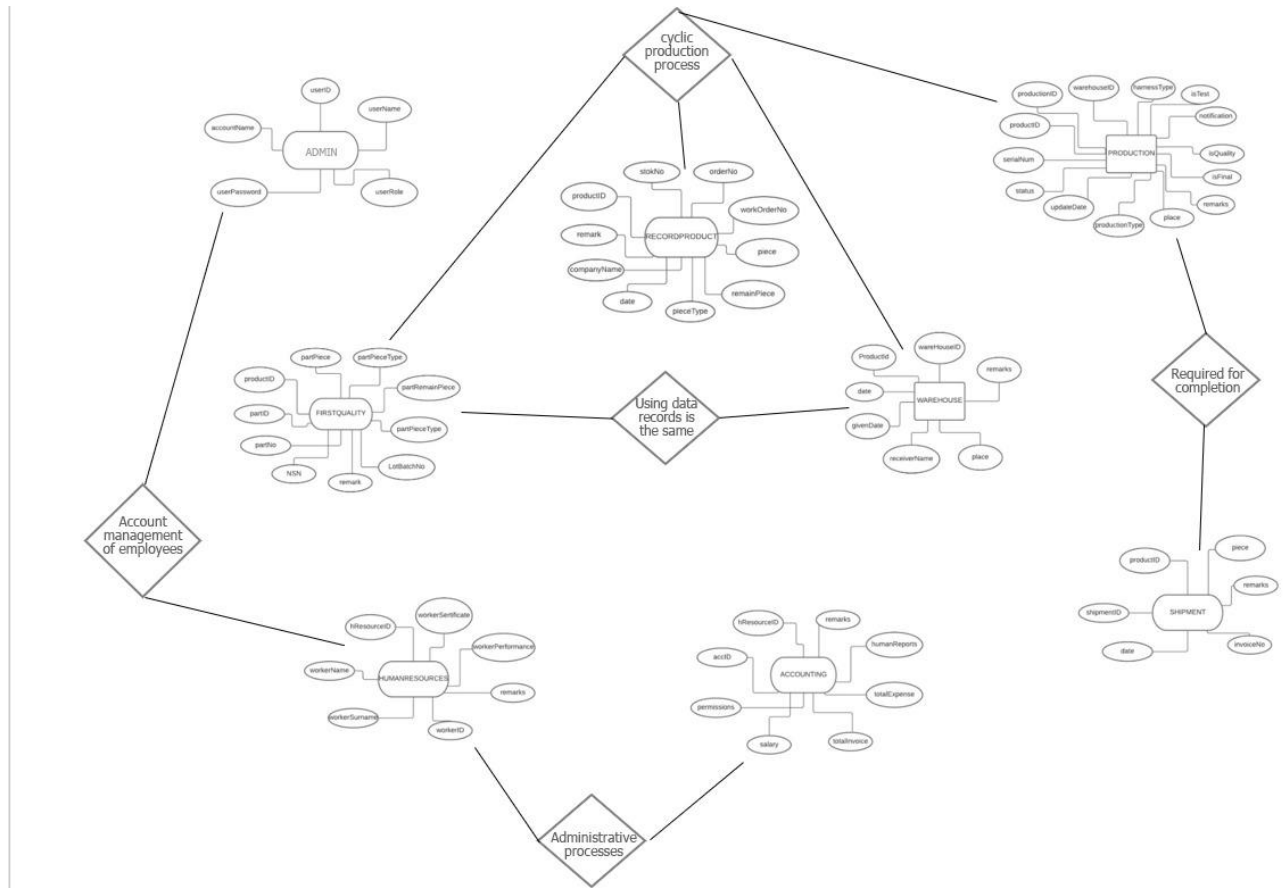 cyclic
production
process
userID
userName
accountName
ADMIN
userPassword
userRole
stokNo
orderNo
productID
workOrderNo
remark
RECORDPRODUCT
piece
companyName
date
remainPiece
pieceType
productionID
warehouseID
harnessType
isTest
notification
productID
PRODUCTION
serialNum
isQuality
status
isFinal
updateDate
remarks
productionType
place
partPiece
partPieceType
productID
partRemainPiece
partID
FIRSTQUALITY
partPieceType
partNo
LotBatchNo
NSN
remark
Using data
records is
the same
ProductId
wareHouseID
remarks
date
WAREHOUSE
givenDate
receiverName
place
Required for
completion
Account
management
of employees
productID
piece
remarks
shipmentID
SHIPMENT
date
invoiceNo
hResourceID
workerSertificate
workerPerformance
workerName
HUMANRESOURCES
remarks
workerSurname
workerID
hResourceID
remarks
humanReports
accID
ACCOUNTING
totalExpense
permissions
salary
totalInvoice
Administrative
processes